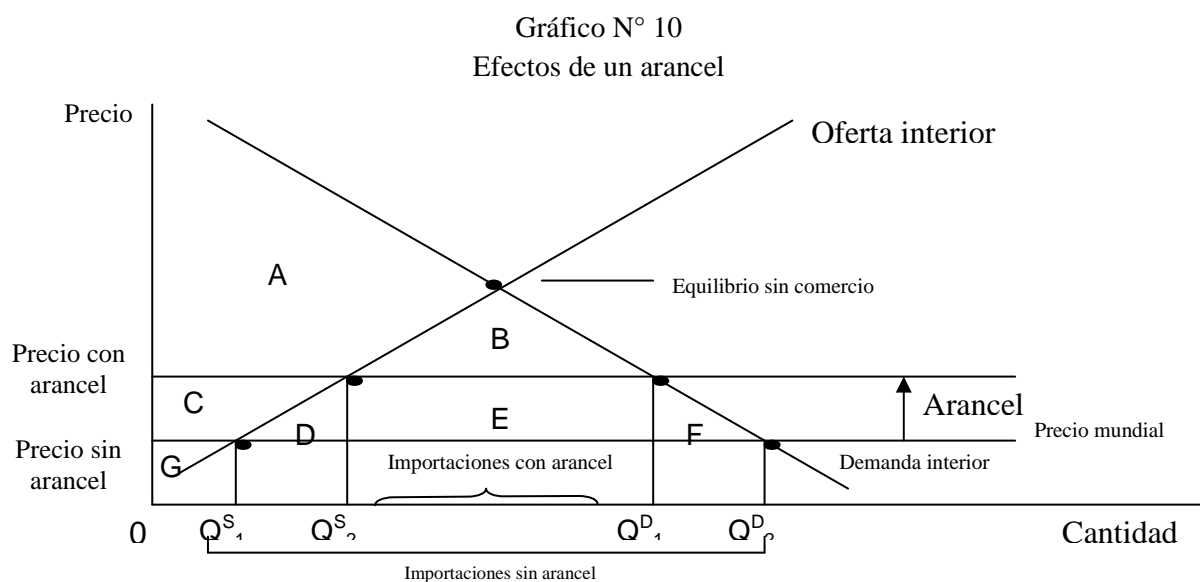 Gráfico N° 10
Efectos de un arancel
Precio
Oferta interior
A
Equilibrio sin comercio
B
Precio con
arancel
C
Arancel
E
D
F
Precio mundial
Precio sin
arancel
G
Importaciones con arancel
Demanda interior
0
Q^S_1
Q^S_2
Q^D_1
Q^D_2
Cantidad
Importaciones sin arancel